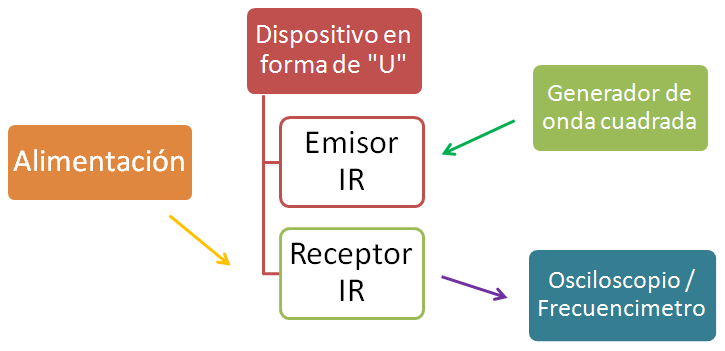 Dispositivo en
forma de "U"
Generador de
onda cuadrada
Alimentación
Emisor
IR
Receptor
IR
Osciloscopio /
Frecuencimetro